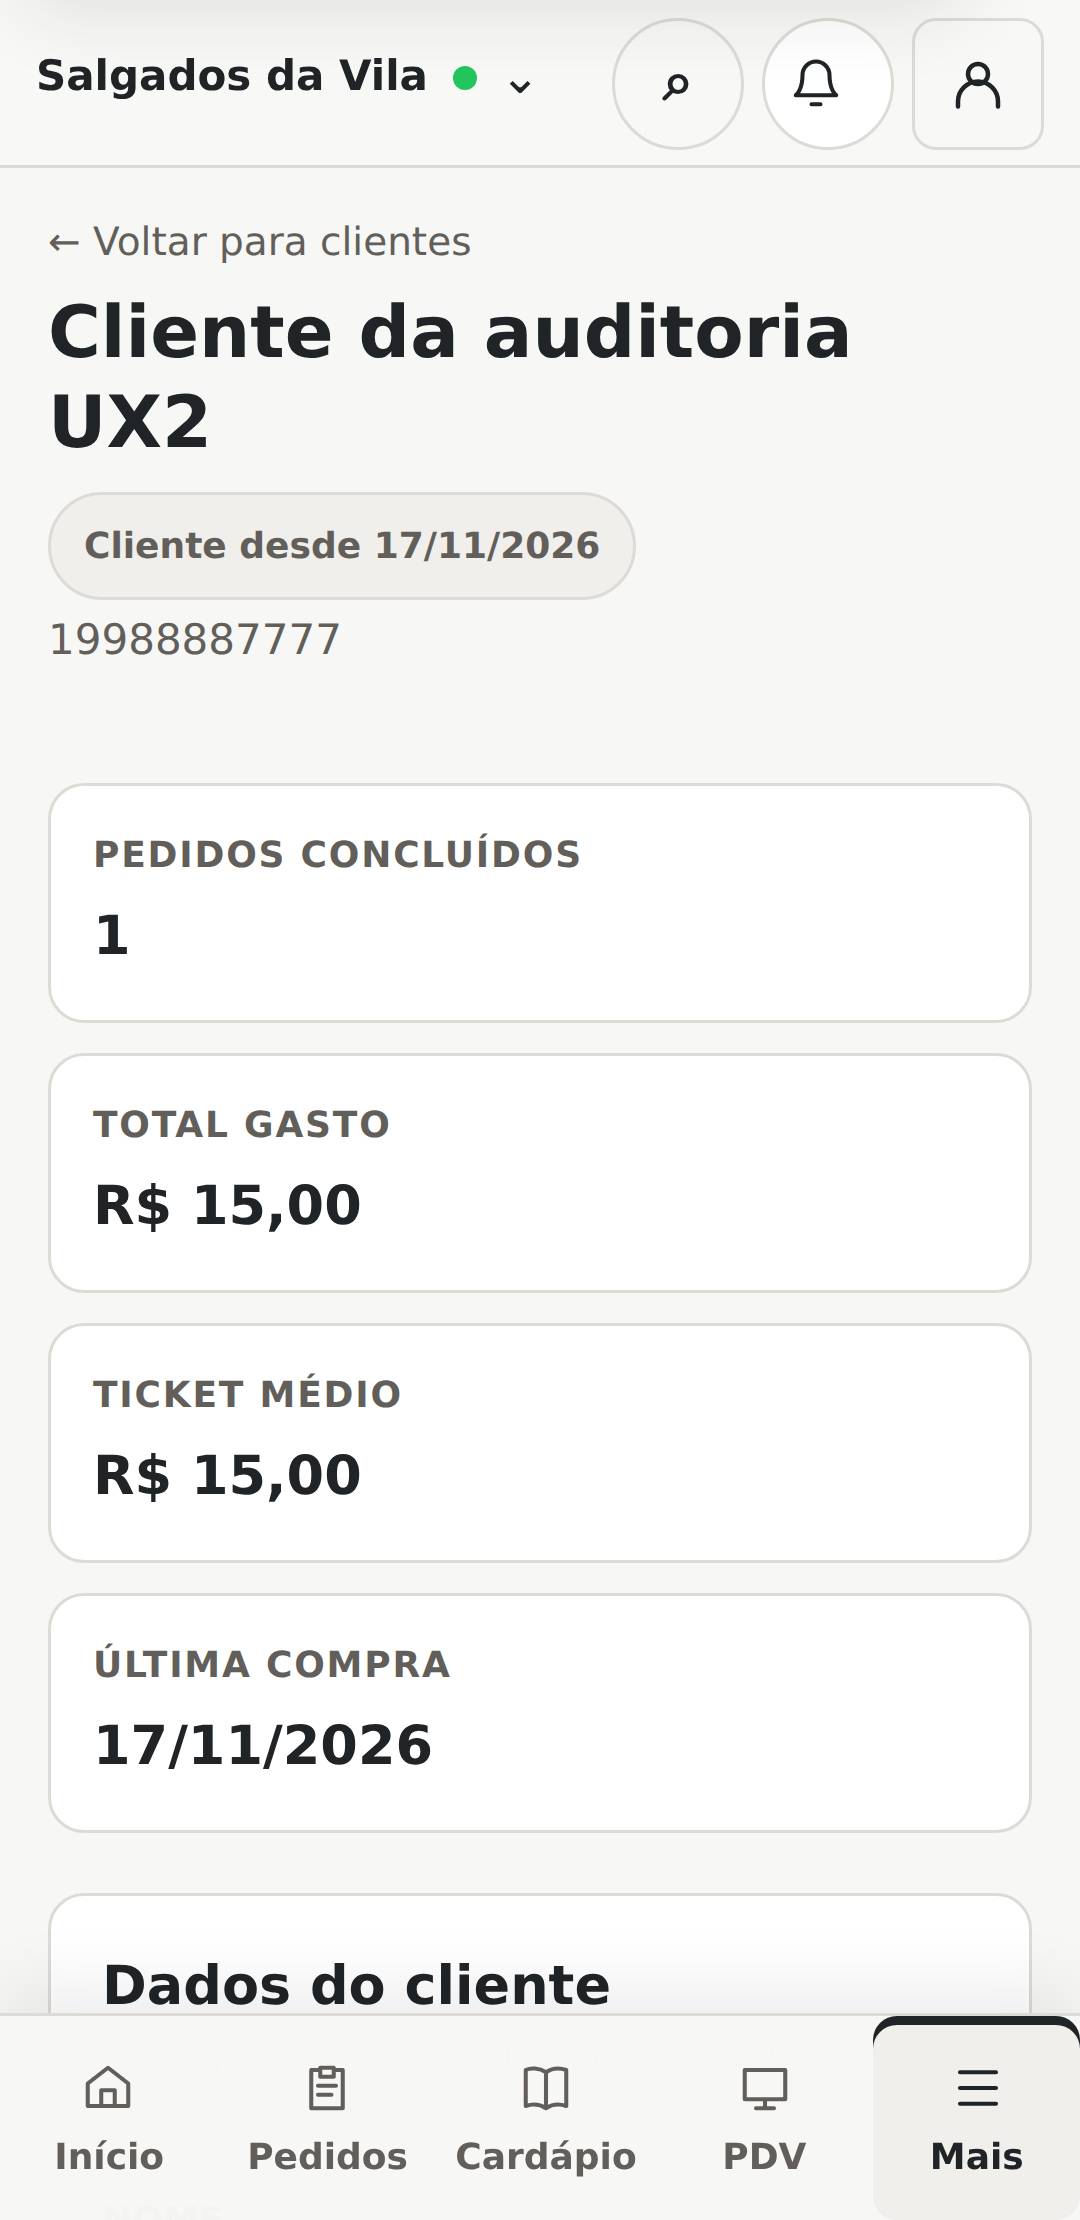 Salgados da Vila
← Voltar para clientes
Cliente da auditoria
UX2
Cliente desde 17/11/2026
19988887777
PEDIDOS CONCLUÍDOS
1
TOTAL GASTO
R$ 15,00
TICKET MÉDIO
R$ 15,00
ÚLTIMA COMPRA
17/11/2026
Dados do cliente
Início
Pedidos
Cardápio
PDV
Mais
NOME